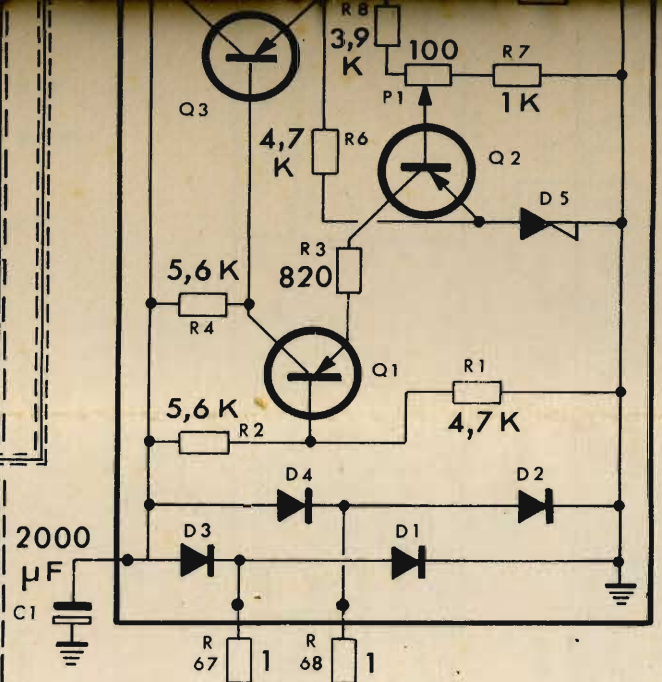 R8
3,9
K
100
R7
P1
1K
Q3
4,7
K
R6
Q2
D5
R3
820
5,6 K
R4
Q1
R1
5,6 K
R2
4,7 K
D4
D2
2000
µF
D3
D1
C1
R
67
1
R
68
1